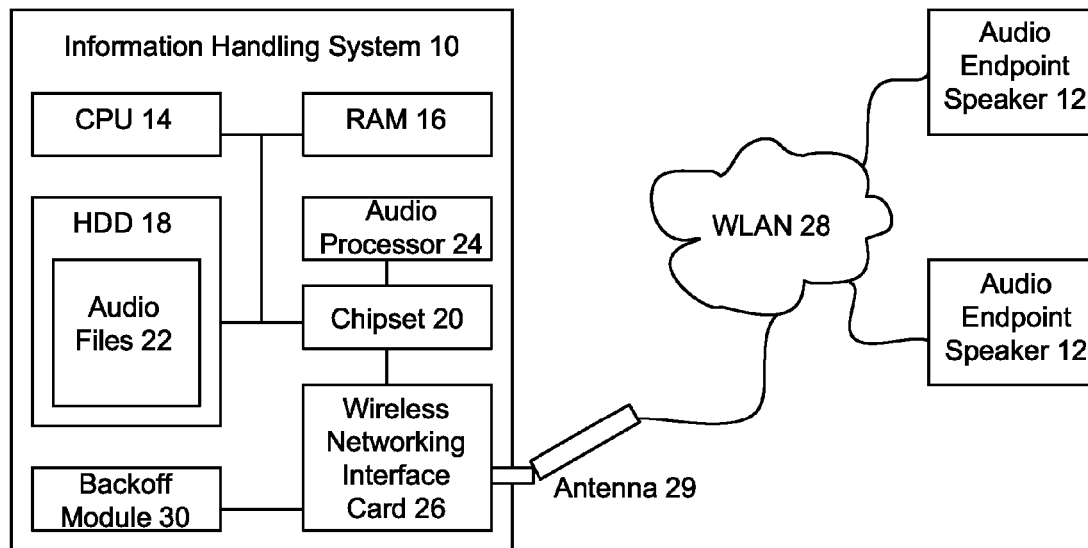 Information Handling System 10
CPU 14
RAM 16
HDD 18
Audio
Files 22
Audio
Processor 24
Chipset 20
Wireless
Networking
Interface
Card 26
Backoff
Module 30
Antenna 29
WLAN 28
Audio
Endpoint
Speaker 12
Audio
Endpoint
Speaker 12